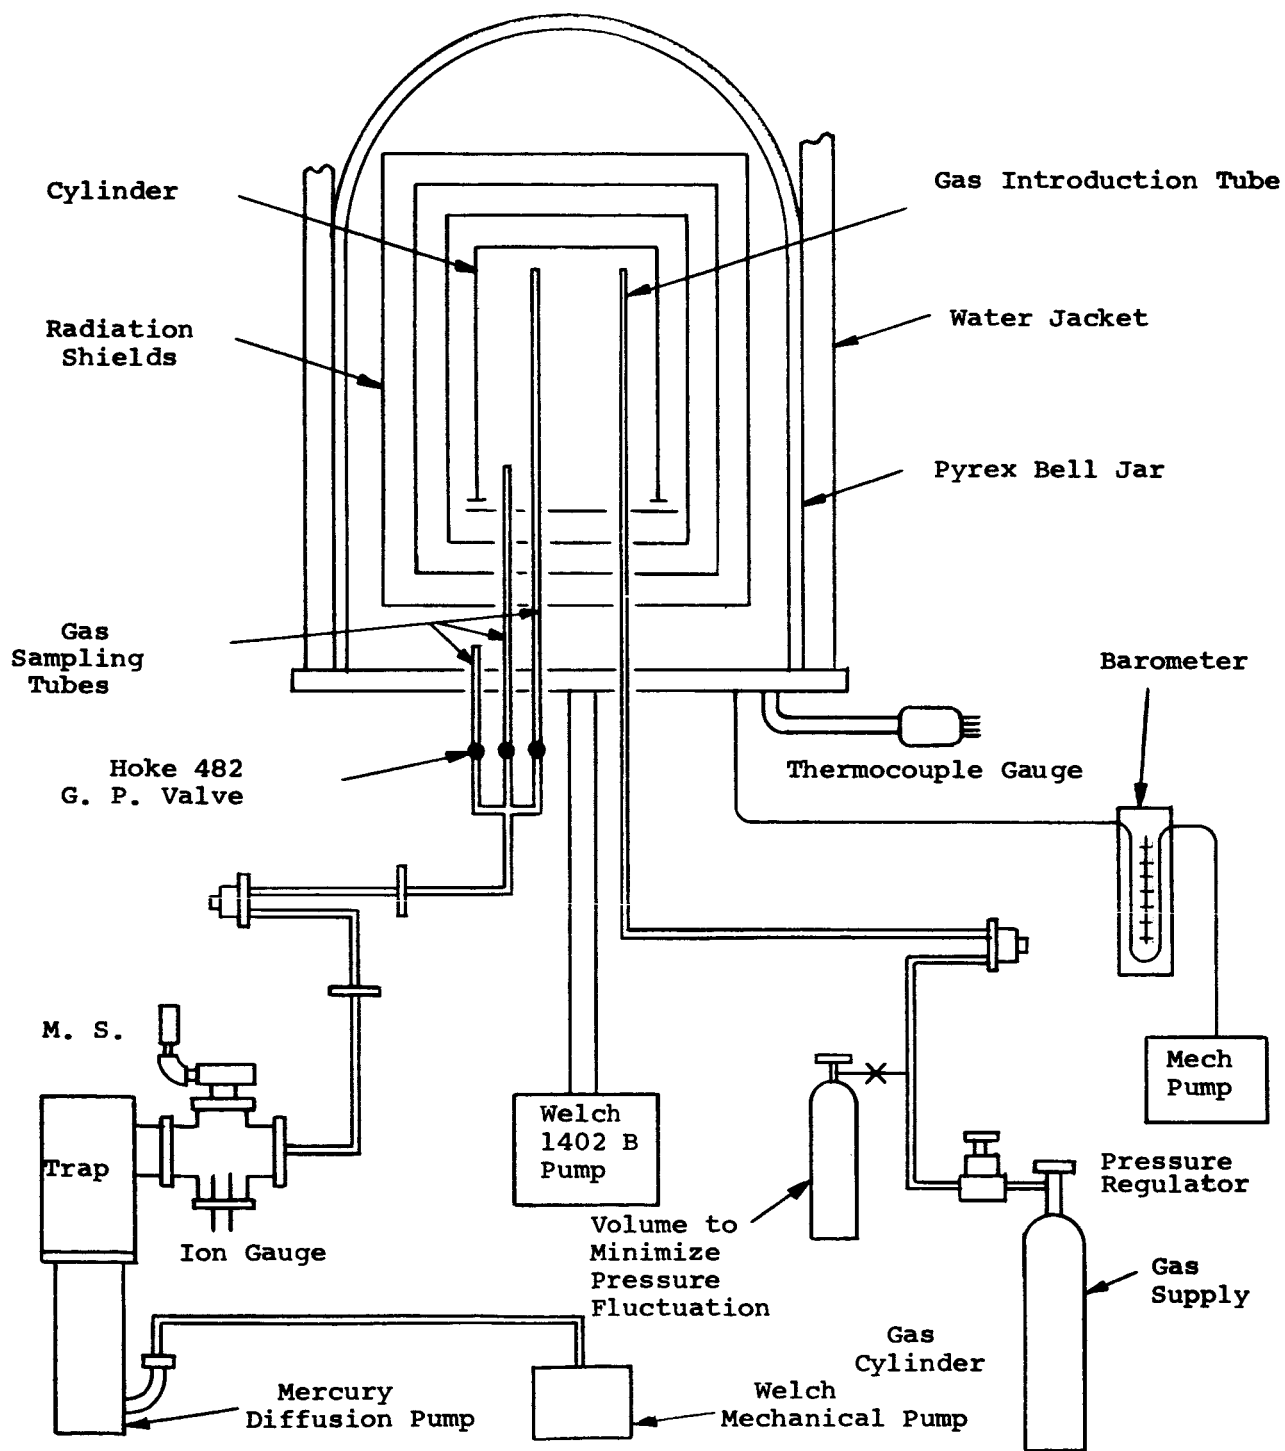 Cylinder
Gas Introduction Tube
Radiation
Shields
Water Jacket
Pyrex Bell Jar
Gas
Sampling
Tubes
Barometer
Hoke 482
G. P. Valve
Thermocouple Gauge
M. S.
Mech
Pump
Welch
1402 B
Pump
Trap
Pressure
Regulator
Volume to
Minimize
Pressure
Fluctuation
Ion Gauge
Gas
Supply
Gas
Cylinder
Mercury
Diffusion Pump
Welch
Mechanical Pump